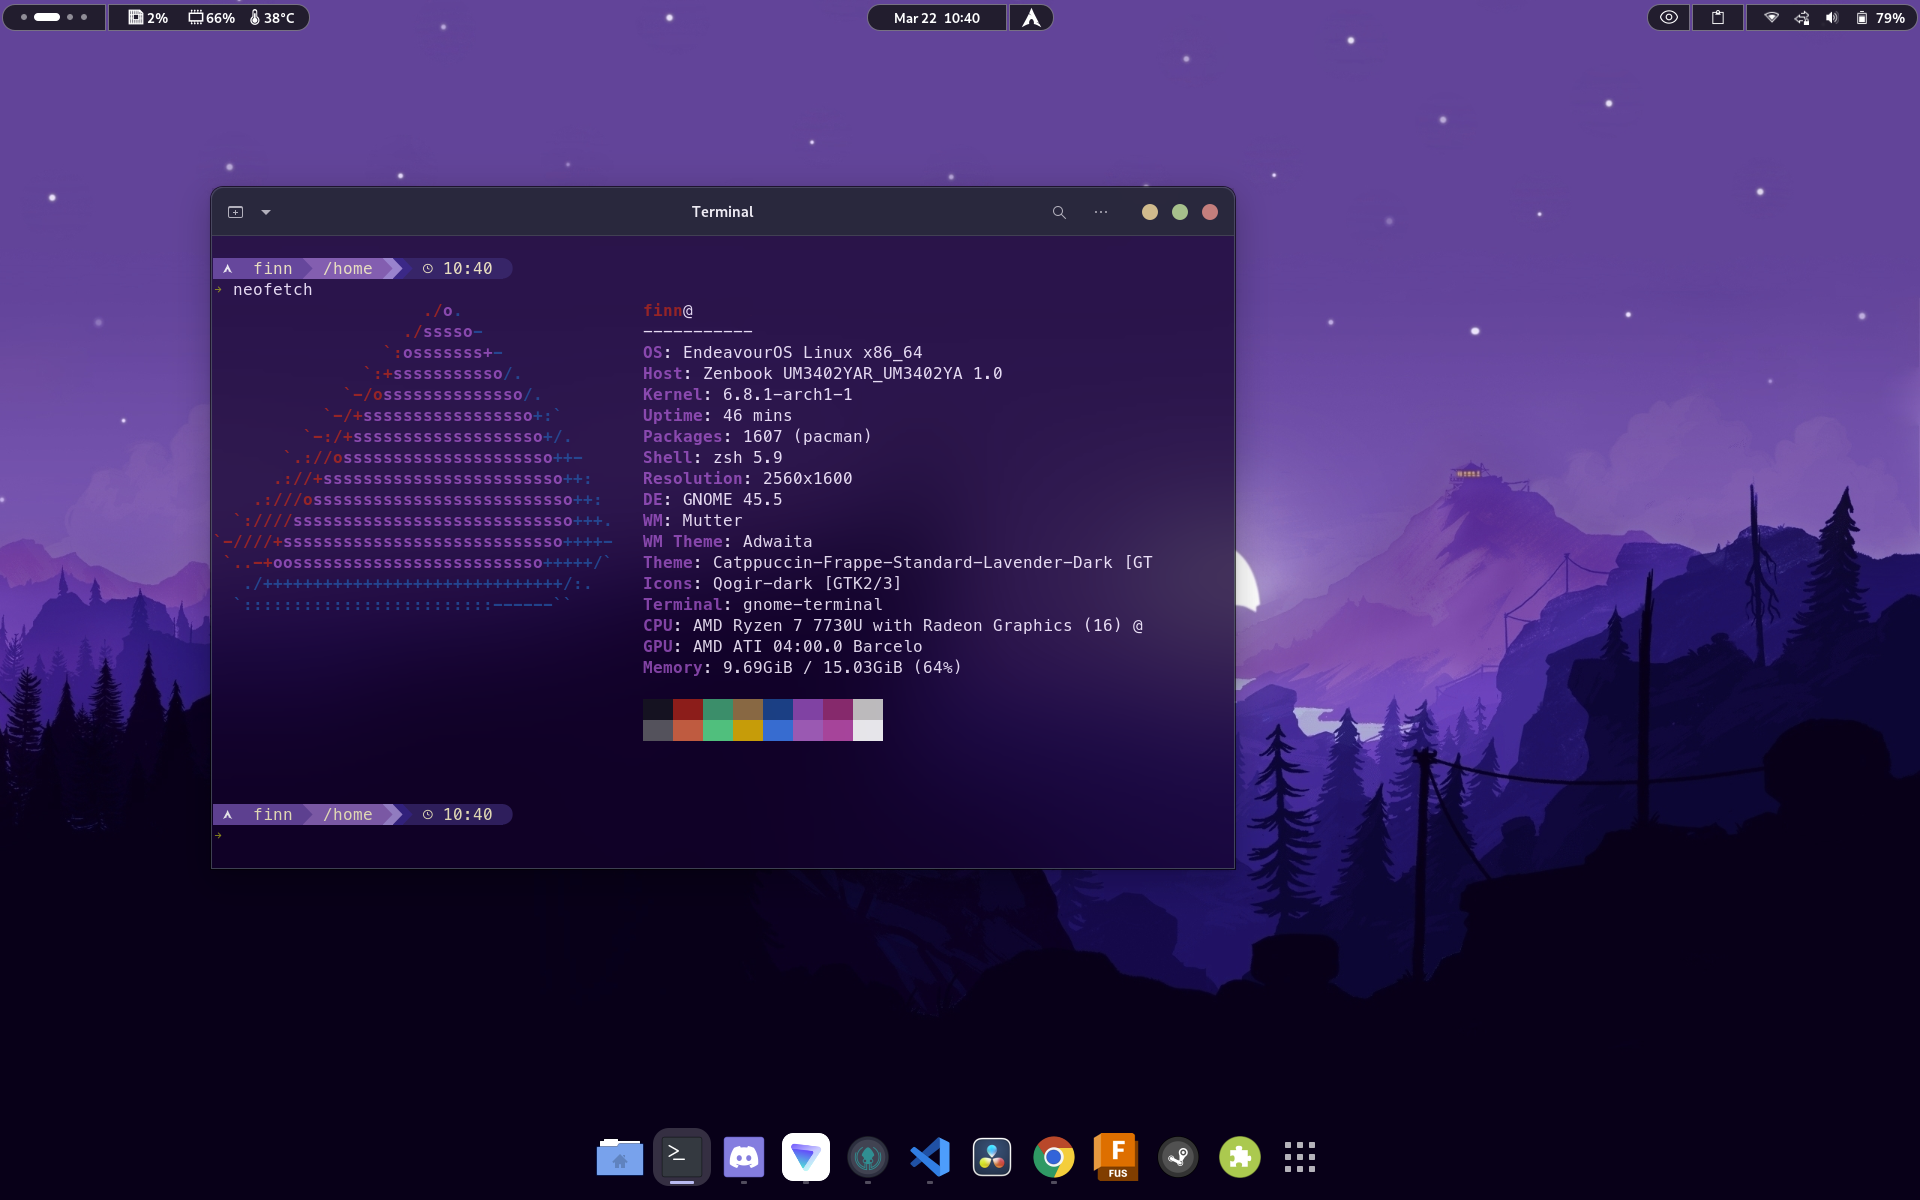 2% 66% 38°C
Mar 22 10:40
79%
Terminal
finn /home 10:40
→ neofetch
./o.
./sssso-
`:osssssss+-
`:+sssssssssso/.
`-/ossssssssssssso/.
`-/+sssssssssssssssso+:`
`-:/+sssssssssssssssssso+/.
`.://osssssssssssssssssssso++-
.://+ssssssssssssssssssssssso++:
.:///ossssssssssssssssssssssssso++:
`:////ssssssssssssssssssssssssssso+++.
`-////+ssssssssssssssssssssssssssso++++-
`..-+oosssssssssssssssssssssssso+++++/`
./++++++++++++++++++++++++++++++/:.
`:::::::::::::::::::::::::------``
finn@
-----------
OS: EndeavourOS Linux x86_64
Host: Zenbook UM3402YAR_UM3402YA 1.0
Kernel: 6.8.1-arch1-1
Uptime: 46 mins
Packages: 1607 (pacman)
Shell: zsh 5.9
Resolution: 2560x1600
DE: GNOME 45.5
WM: Mutter
WM Theme: Adwaita
Theme: Catppuccin-Frappe-Standard-Lavender-Dark [GT
Icons: Qogir-dark [GTK2/3]
Terminal: gnome-terminal
CPU: AMD Ryzen 7 7730U with Radeon Graphics (16) @
GPU: AMD ATI 04:00.0 Barcelo
Memory: 9.69GiB / 15.03GiB (64%)
finn /home 10:40
→
>_
F
FUS